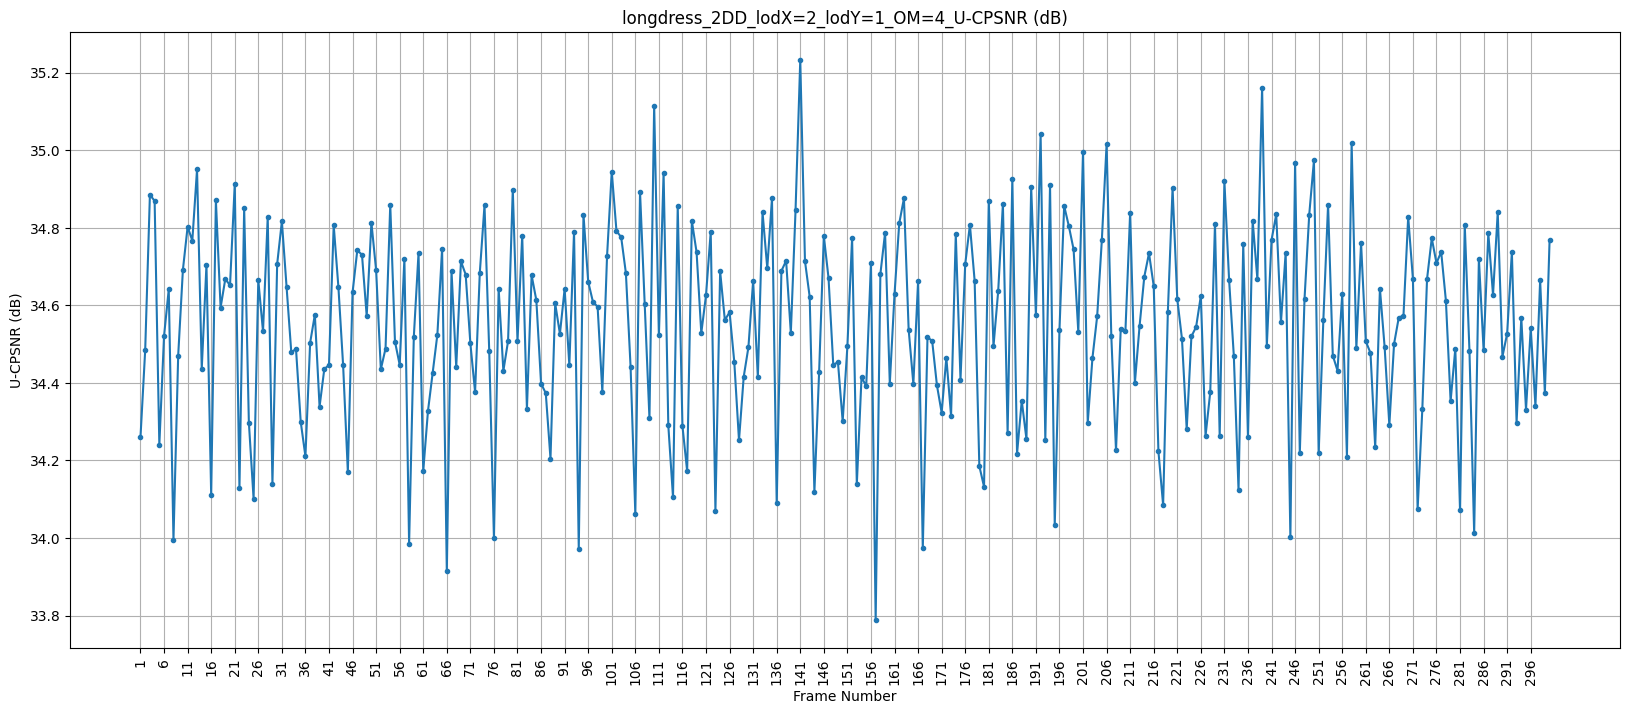 longdress_2DD_lodX=2_lodY=1_OM=4_U-CPSNR (dB)
U-CPSNR (dB)
35.2
35.0
34.8
34.6
34.4
34.2
34.0
33.8
1 6 11 16 21 26 31 36 41 46 51 56 61 66 71 76 81 86 91 96 101 106 111 116 121 126 131 136 141 146 151 156 161 166 171 176 181 186 191 196 201 206 211 216 221 226 231 236 241 246 251 256 261 266 271 276 281 286 291 296
Frame Number